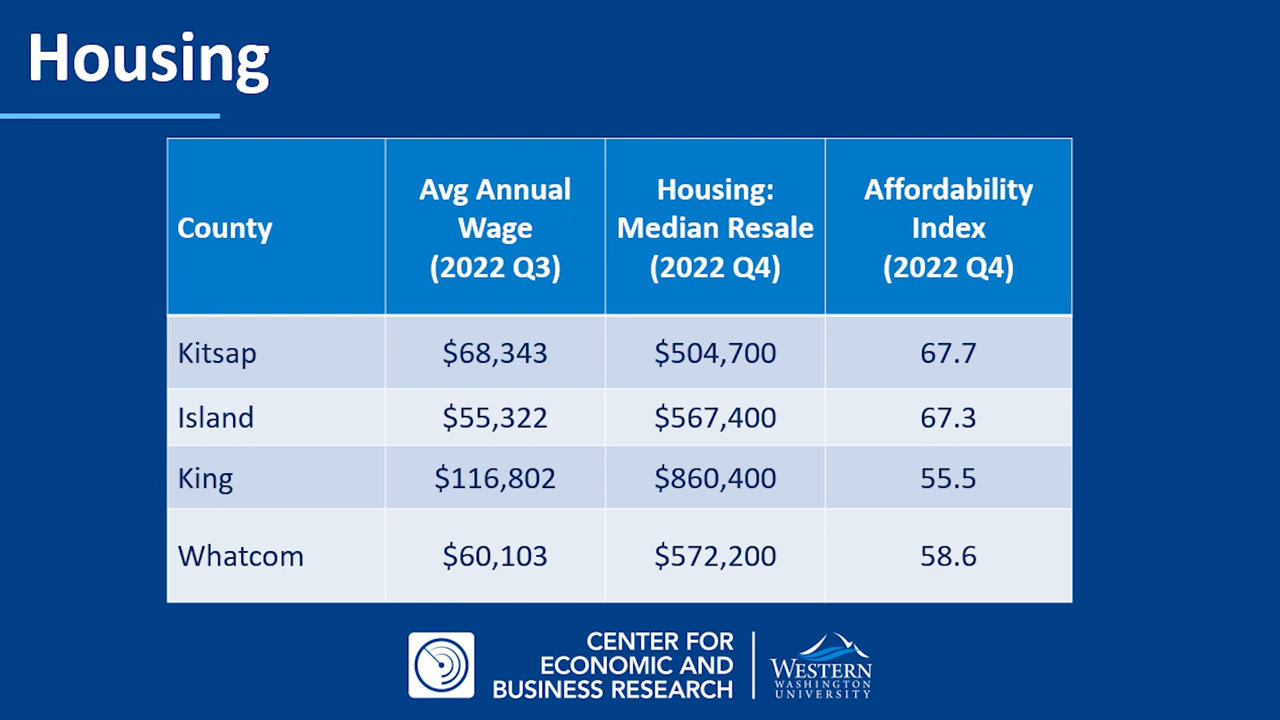 Housing
County
Avg Annual
Wage
(2022 Q3)
Housing:
Median Resale
(2022 Q4)
Affordability
Index
(2022 Q4)
Kitsap $68,343 $504,700 67.7
Island $55,322 $567,400 67.3
King $116,802 $860,400 55.5
Whatcom $60,103 $572,200 58.6
CENTER FOR
ECONOMIC AND
BUSINESS RESEARCH
WESTERN
WASHINGTON
UNIVERSITY